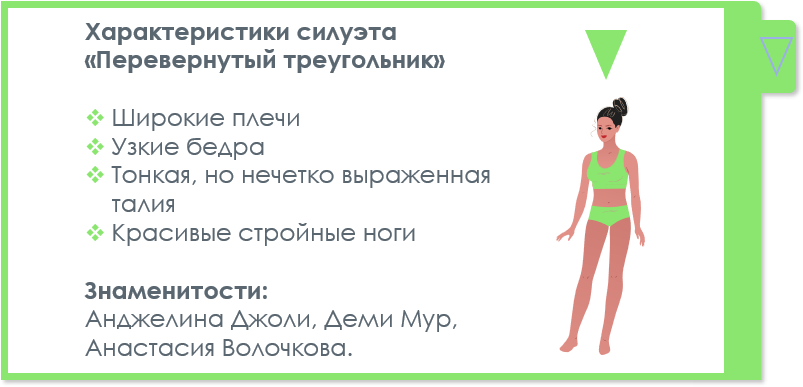 Характеристики силуэта
«Перевернутый треугольник»
Широкие плечи
Узкие бедра
Тонкая, но нечетко выраженная
талия
Красивые стройные ноги
Знаменитости:
Анджелина Джоли, Деми Мур,
Анастасия Волочкова.